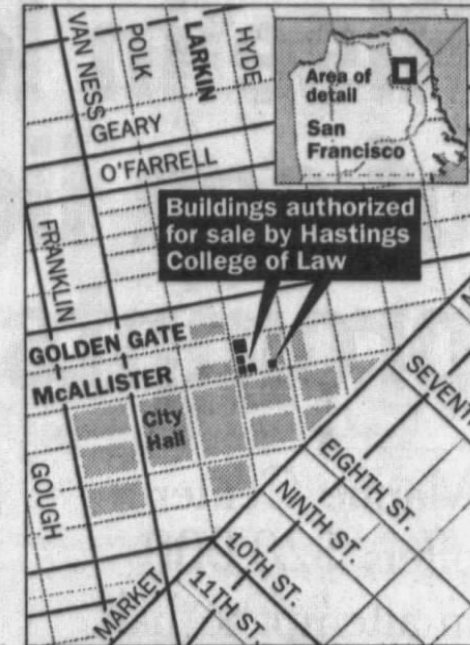 VAN NESS
POLK
LARKIN
HYDE
GEARY
O'FARRELL
Area of
detail
San
Francisco
Buildings authorized
for sale by Hastings
College of Law
FRANKLIN
GOLDEN GATE
McALLISTER
City
Hall
GOUGH
MARKET
SEVENTH
EIGHTH ST.
NINTH ST.
10TH ST.
11TH ST